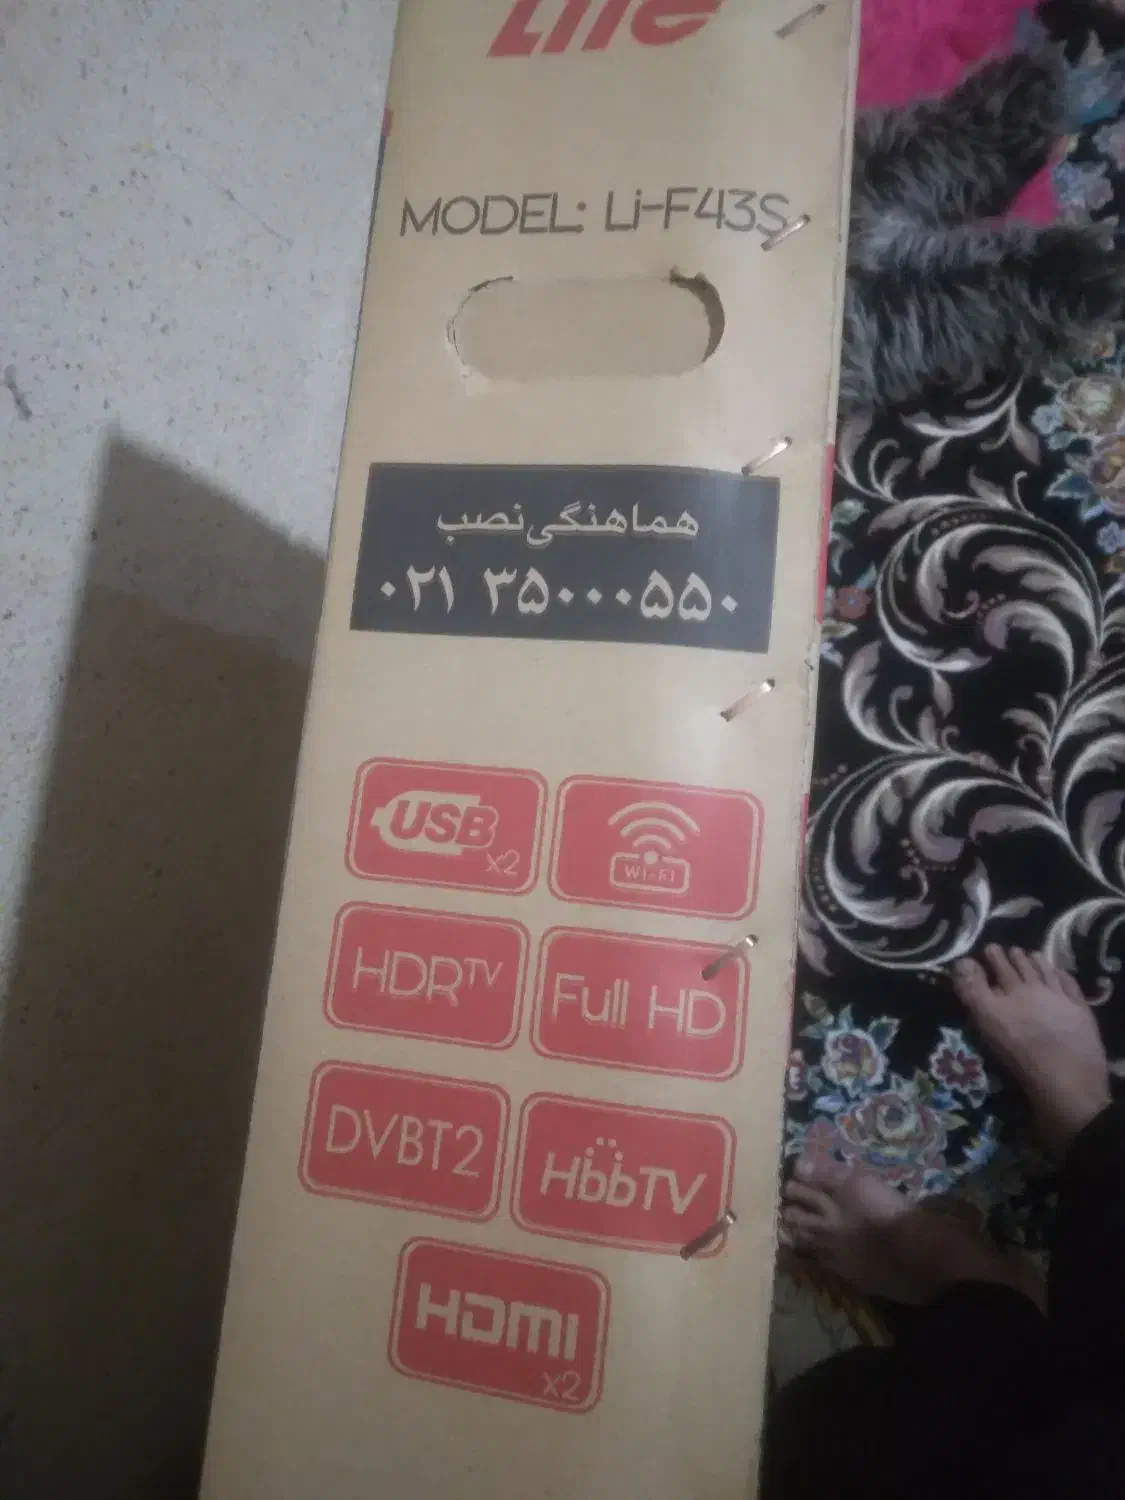 Life
MODEL: Li-F43S
هماهنگی نصب
۰۲۱ ۳۵۰۰۰۵۵۰
USB
x2
WI-FI
HDR TV
Full HD
DVBT2
HbbTV
HDMI
x2